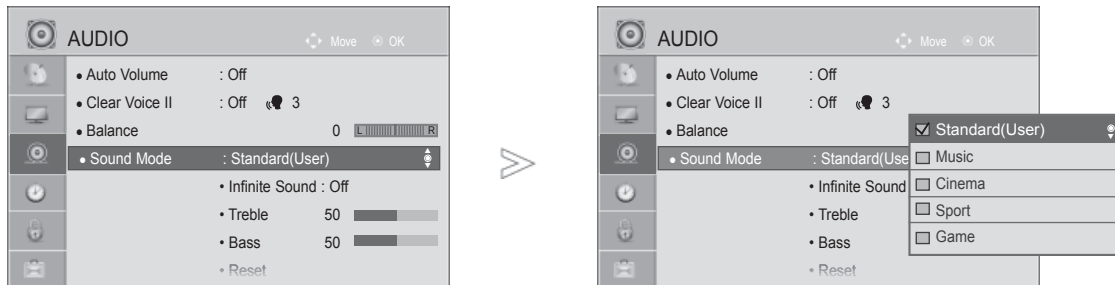 AUDIO
Move OK
• Auto Volume : Off
• Clear Voice II : Off 3
• Balance 0 L R
• Sound Mode : Standard(User)
• Infinite Sound : Off
• Treble 50
• Bass 50
• Reset
AUDIO
Move OK
• Auto Volume : Off
• Clear Voice II : Off 3
• Balance
• Sound Mode : Standard(Use
• Infinite Sound
• Treble
• Bass
• Reset
Standard(User)
Music
Cinema
Sport
Game